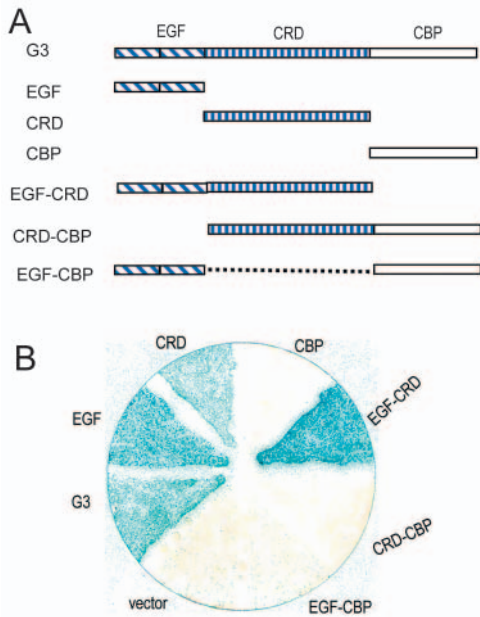 A
EGF CRD CBP
G3
EGF
CRD
CBP
EGF-CRD
CRD-CBP
EGF-CBP
B
CRD CBP
EGF EGF-CRD
G3
CRD-CBP
vector EGF-CBP